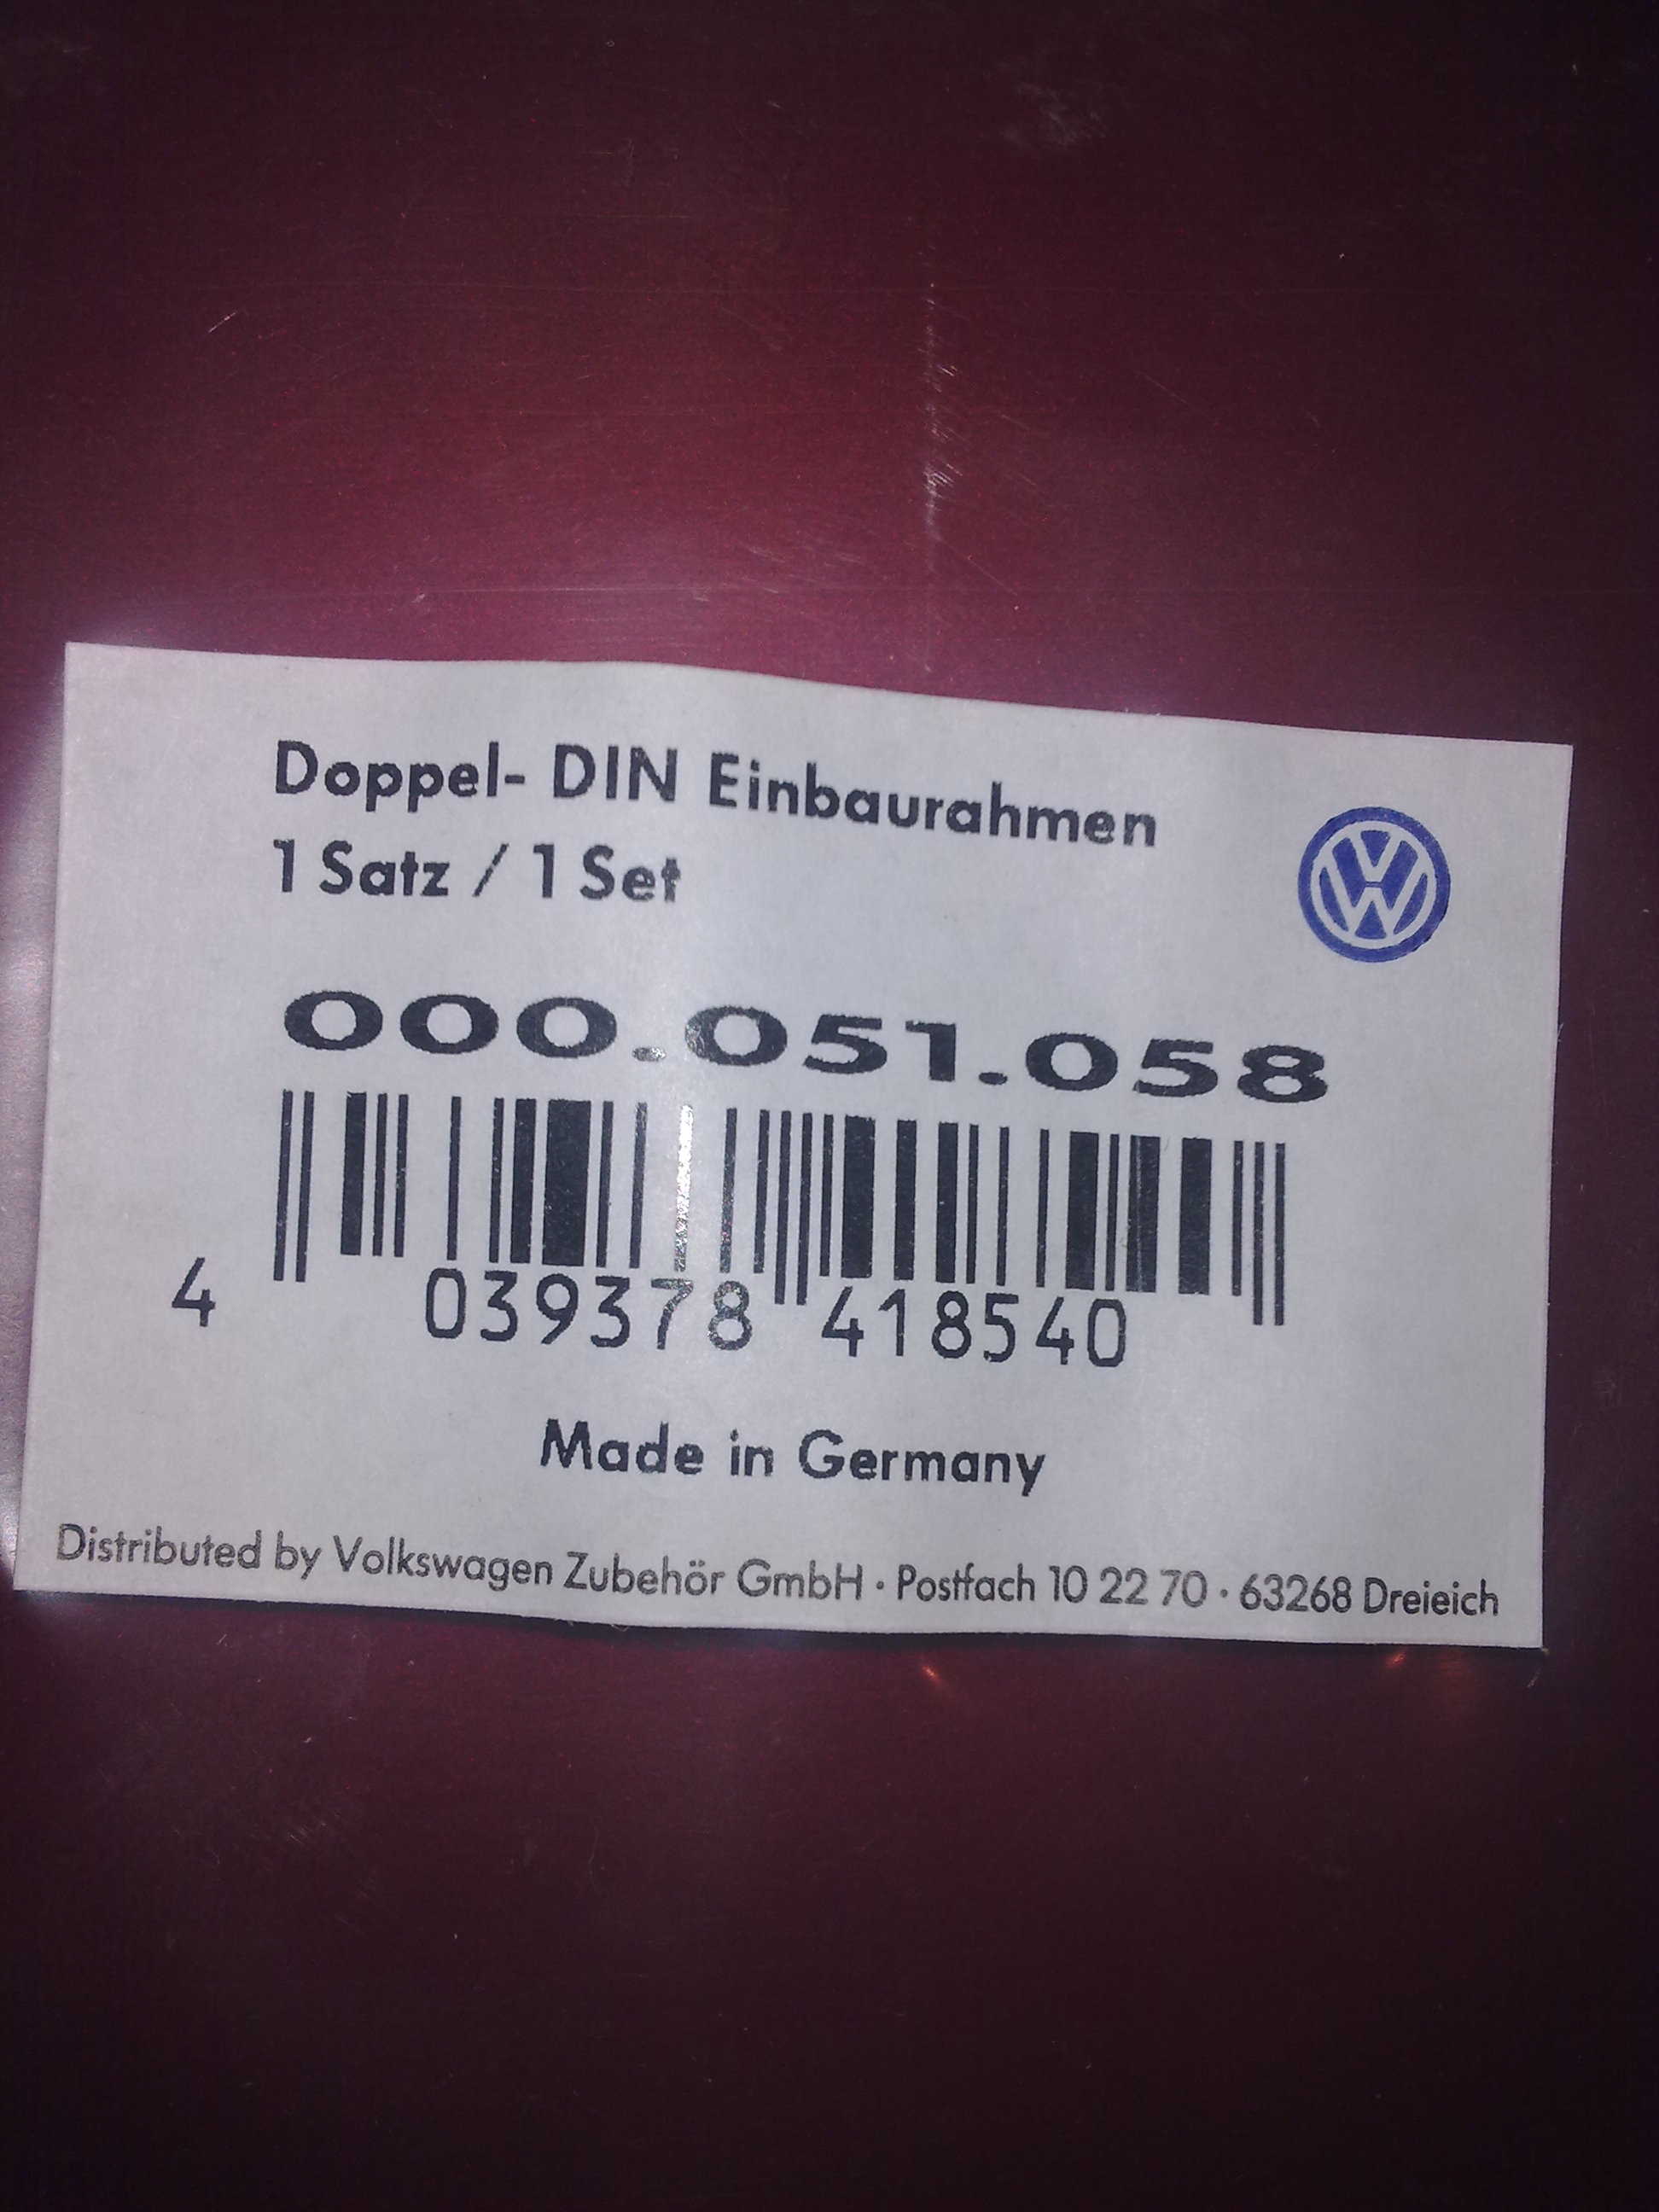 Doppel- DIN Einbaurahmen
1 Satz / 1 Set
000.051.058
4 039378 418540
Made in Germany
Distributed by Volkswagen Zubehör GmbH · Postfach 10 22 70 · 63268 Dreieich